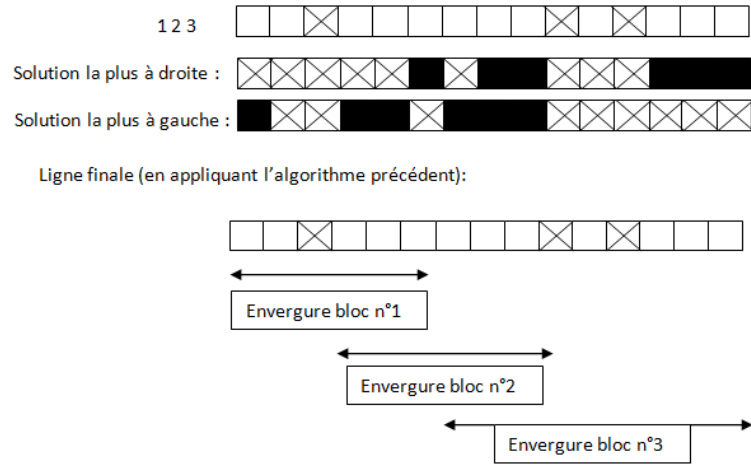 1 2 3
Solution la plus à droite :
Solution la plus à gauche :
Ligne finale (en appliquant l'algorithme précédent):
Envergure bloc n°1
Envergure bloc n°2
Envergure bloc n°3